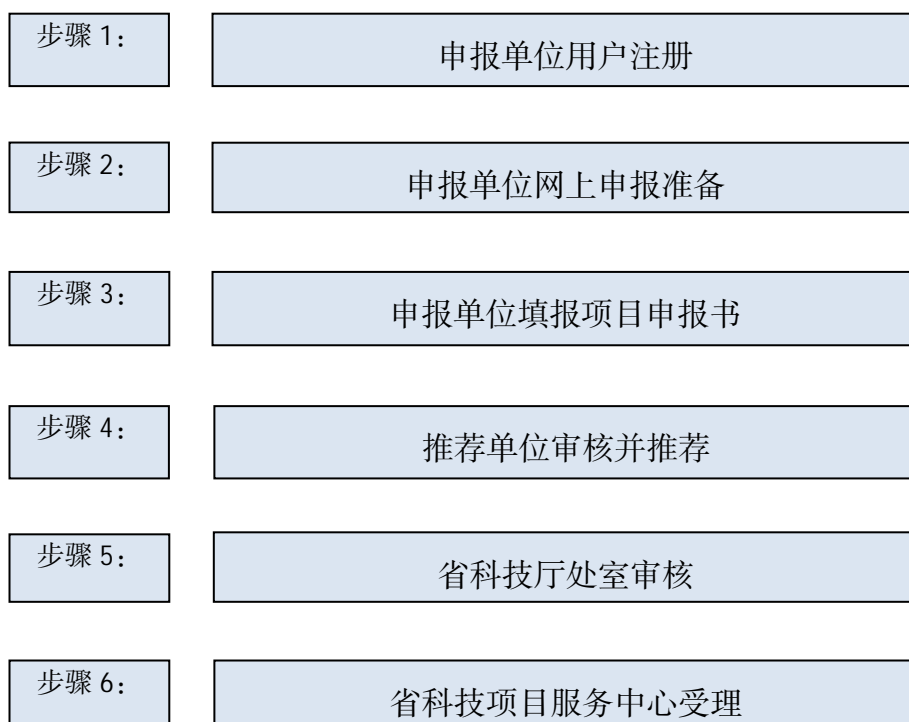 步骤 1：
申报单位用户注册
步骤 2：
申报单位网上申报准备
步骤 3：
申报单位填报项目申报书
步骤 4：
推荐单位审核并推荐
步骤 5：
省科技厅处室审核
步骤 6：
省科技项目服务中心受理